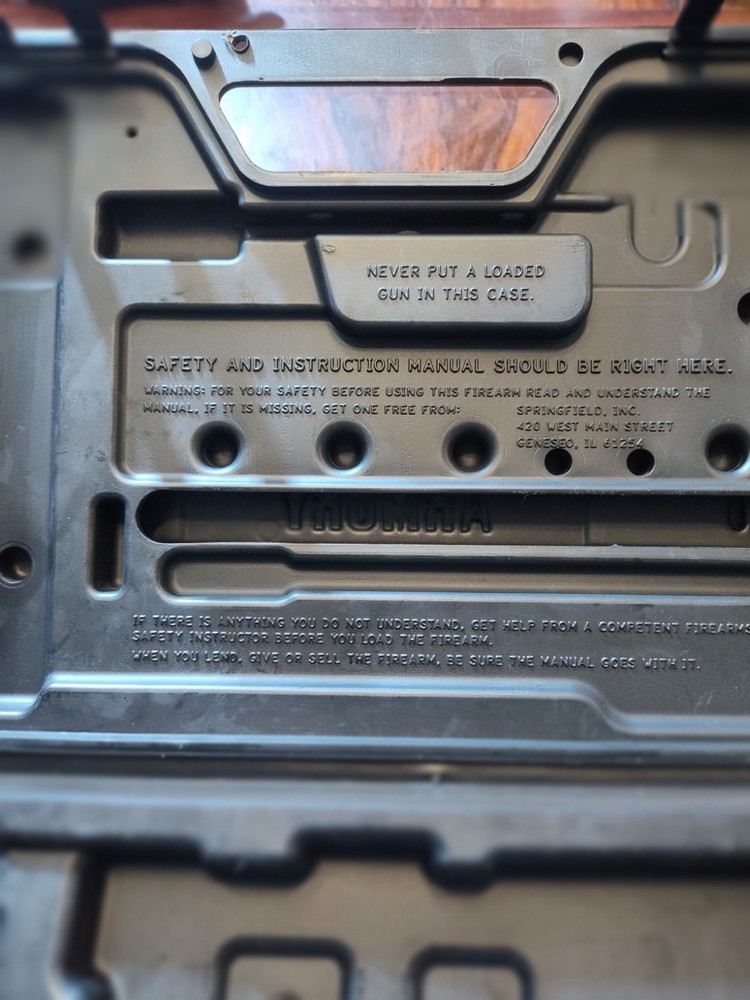 NEVER PUT A LOADED
GUN IN THIS CASE.
SAFETY AND INSTRUCTION MANUAL SHOULD BE RIGHT HERE.
WARNING: FOR YOUR SAFETY BEFORE USING THIS FIREARM READ AND UNDERSTAND THE
MANUAL, IF IT IS MISSING, GET ONE FREE FROM:
SPRINGFIELD, INC.
420 WEST MAIN STREET
GENESEO, IL 61254
IF THERE IS ANYTHING YOU DO NOT UNDERSTAND, GET HELP FROM A COMPETENT FIREARMS
SAFETY INSTRUCTOR BEFORE YOU LOAD THE FIREARM.
WHEN YOU LEND, GIVE OR SELL THE FIREARM, BE SURE THE MANUAL GOES WITH IT.